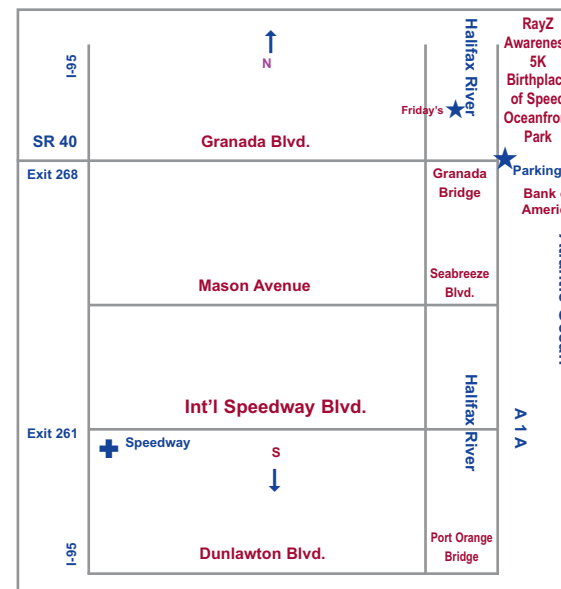 I-95
N
Halifax River
RayZ
Awarenes
5K
Birthplac
of Speed
Oceanfron
Park
Friday's
SR 40
Granada Blvd.
Exit 268
Granada
Bridge
Parking
Bank
Americ
Mason Avenue
Seabreeze
Blvd.
Int'l Speedway Blvd.
Halifax River
A 1 A
Exit 261
Speedway
S
I-95
Dunlawton Blvd.
Port Orange
Bridge